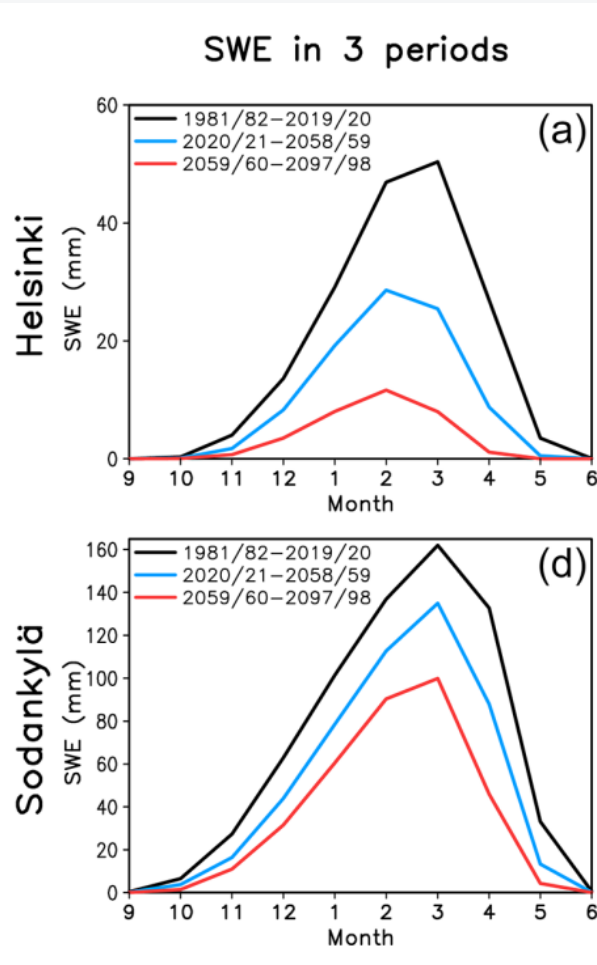 SWE in 3 periods
Helsinki
SWE (mm)
60
40
20
0
1981/82-2019/20
2020/21-2058/59
2059/60-2097/98
(a)
9 10 11 12 1 2 3 4 5 6
Month
Sodankylä
SWE (mm)
160
140
120
100
80
60
40
20
0
1981/82-2019/20
2020/21-2058/59
2059/60-2097/98
(d)
9 10 11 12 1 2 3 4 5 6
Month